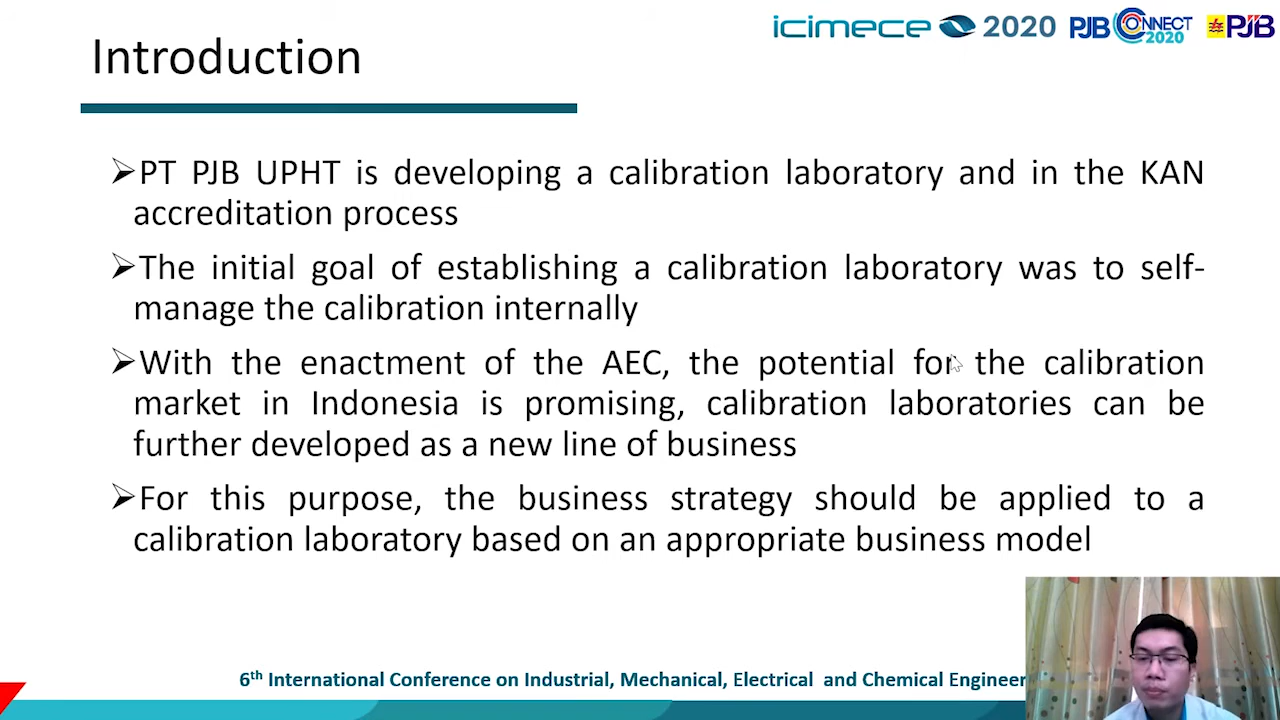 icimece 2020 PJB CONNECT 2020 PJB
Introduction
➢PT PJB UPHT is developing a calibration laboratory and in the KAN
accreditation process
➢The initial goal of establishing a calibration laboratory was to self-
manage the calibration internally
➢With the enactment of the AEC, the potential for the calibration
market in Indonesia is promising, calibration laboratories can be
further developed as a new line of business
➢For this purpose, the business strategy should be applied to a
calibration laboratory based on an appropriate business model
6th International Conference on Industrial, Mechanical, Electrical and Chemical Engineer